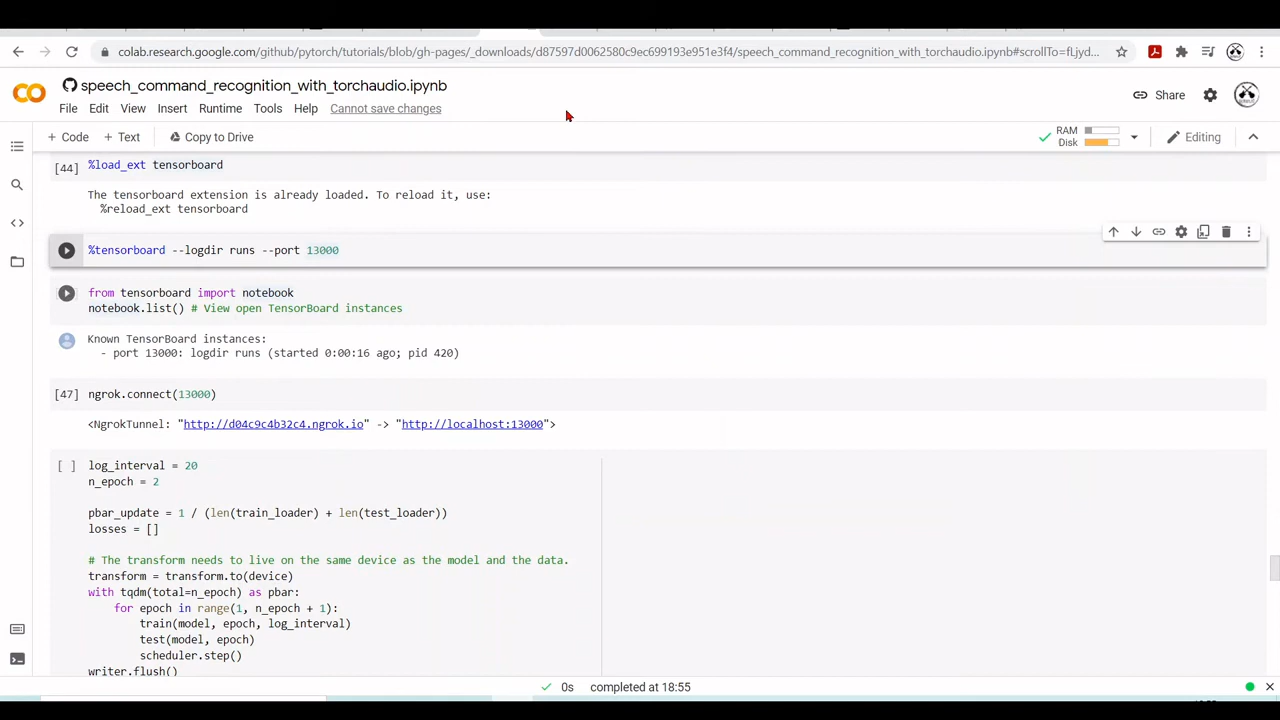 colab.research.google.com/github/pytorch/tutorials/blob/gh-pages/_downloads/d87597d0062580c9ec699193e951e3f4/speech_command_recognition_with_torchaudio.ipynb#scrollTo=fLjyd...
speech_command_recognition_with_torchaudio.ipynb
Share
File Edit View Insert Runtime Tools Help Cannot save changes
+ Code + Text Copy to Drive
RAM
Disk
Editing
[44] %load_ext tensorboard
The tensorboard extension is already loaded. To reload it, use:
%reload_ext tensorboard
%tensorboard --logdir runs --port 13000
from tensorboard import notebook
notebook.list() # View open TensorBoard instances
Known TensorBoard instances:
- port 13000: logdir runs (started 0:00:16 ago; pid 420)
[47] ngrok.connect(13000)
<NgrokTunnel: "http://d04c9c4b32c4.ngrok.io" -> "http://localhost:13000">
[ ] log_interval = 20
n_epoch = 2
pbar_update = 1 / (len(train_loader) + len(test_loader))
losses = []
# The transform needs to live on the same device as the model and the data.
transform = transform.to(device)
with tqdm(total=n_epoch) as pbar:
for epoch in range(1, n_epoch + 1):
train(model, epoch, log_interval)
test(model, epoch)
scheduler.step()
writer.flush()
0s completed at 18:55